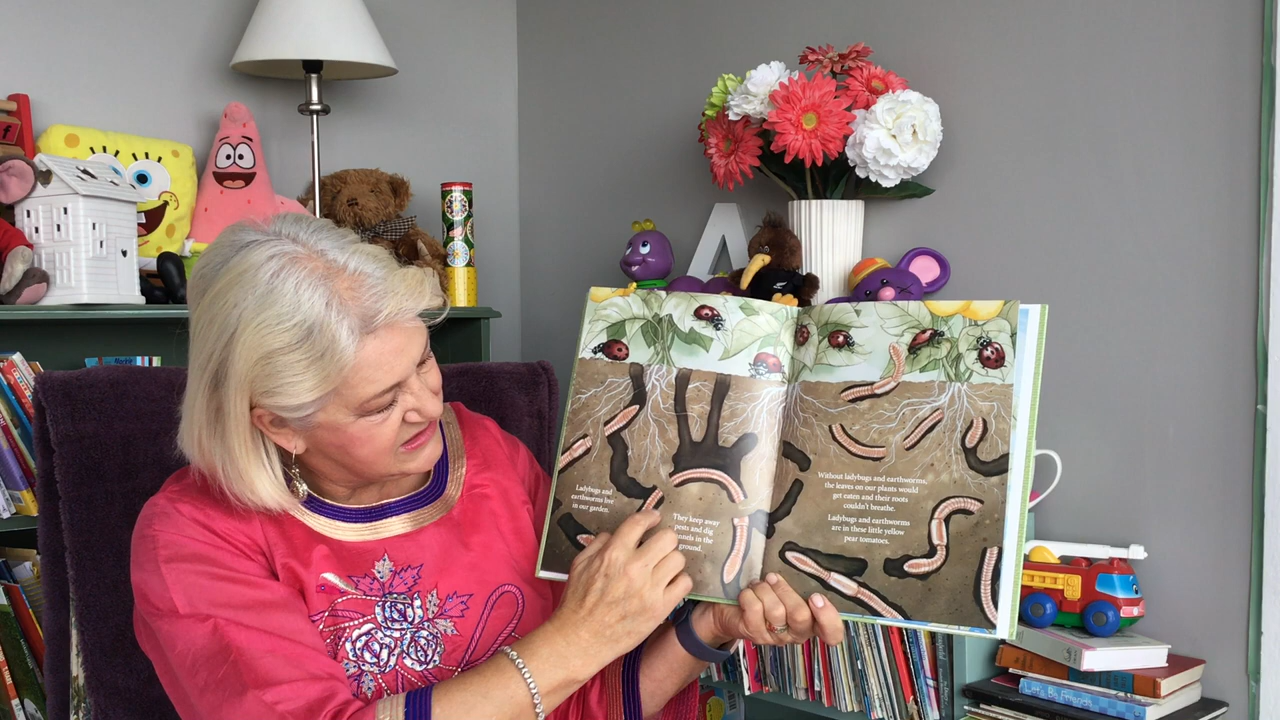 A
Ladybugs and
earthworms live
in our garden.
They keep away
pests and dig
in the
ground.
Without ladybugs and earthworms,
the leaves on our plants would
get eaten and their roots
couldn't breathe.
Ladybugs and earthworms
are in these little yellow
pear tomatoes.
Let's Be Friends